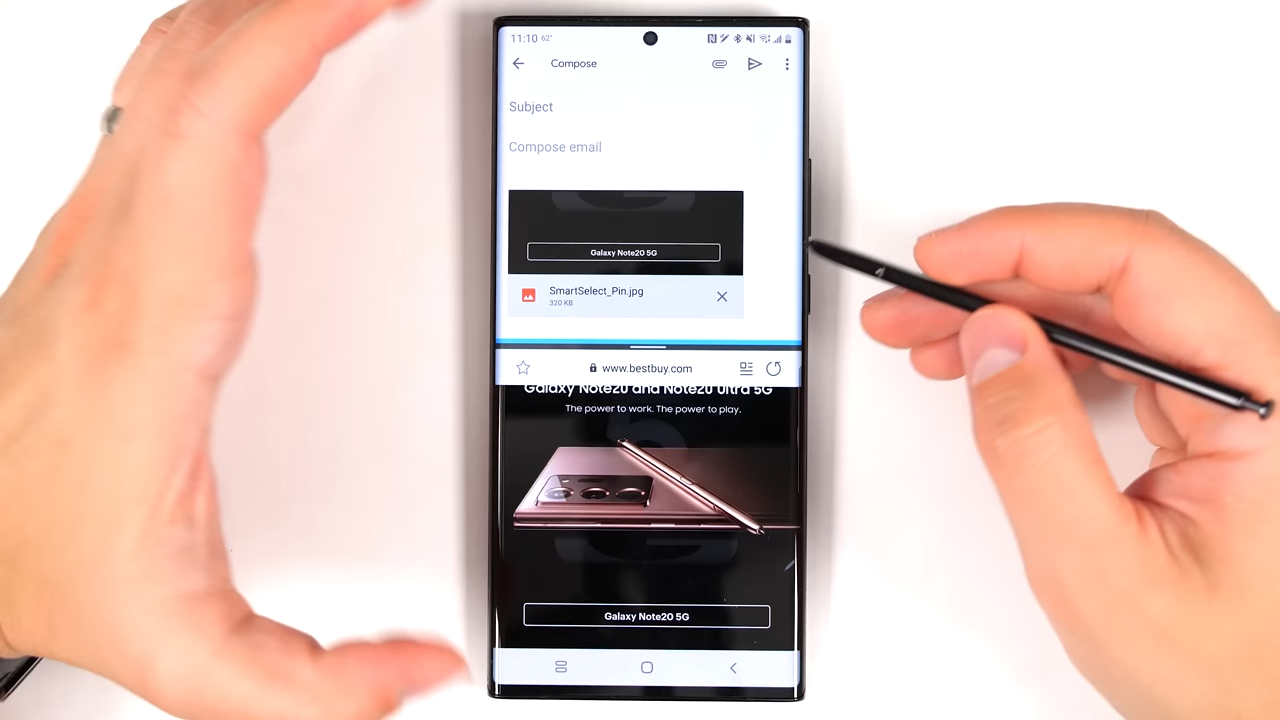 11:10 62°
Compose
Subject
Compose email
Galaxy Note20 5G
SmartSelect_Pin.jpg
320 KB
www.bestbuy.com
Galaxy Note20 and Note20 Ultra 5G
The power to work. The power to play.
Galaxy Note20 5G